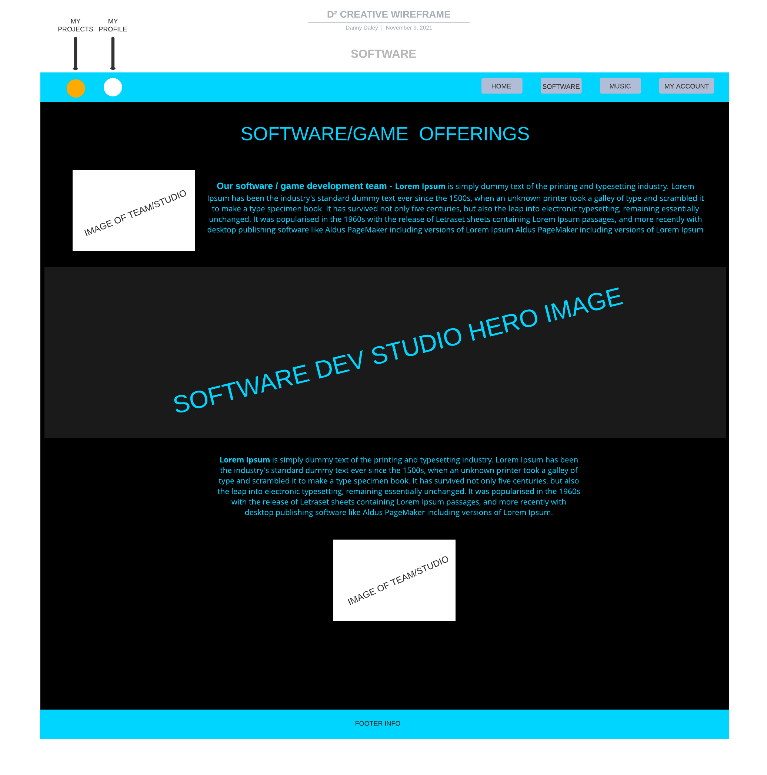 D² CREATIVE WIREFRAME
Danny Daley | November 9, 2021
MY
PROJECTS
MY
PROFILE
SOFTWARE
HOME
SOFTWARE
MUSIC
MY ACCOUNT
SOFTWARE/GAME OFFERINGS
IMAGE OF TEAM/STUDIO
Our software / game development team - Lorem Ipsum is simply dummy text of the printing and typesetting industry. Lorem
Ipsum has been the industry's standard dummy text ever since the 1500s, when an unknown printer took a galley of type and scrambled it
to make a type specimen book. It has survived not only five centuries, but also the leap into electronic typesetting, remaining essentially
unchanged. It was popularised in the 1960s with the release of Letraset sheets containing Lorem Ipsum passages, and more recently with
desktop publishing software like Aldus PageMaker including versions of Lorem Ipsum Aldus PageMaker including versions of Lorem Ipsum
SOFTWARE DEV STUDIO HERO IMAGE
Lorem Ipsum is simply dummy text of the printing and typesetting industry. Lorem Ipsum has been
the industry's standard dummy text ever since the 1500s, when an unknown printer took a galley of
type and scrambled it to make a type specimen book. It has survived not only five centuries, but also
the leap into electronic typesetting, remaining essentially unchanged. It was popularised in the 1960s
with the release of Letraset sheets containing Lorem Ipsum passages, and more recently with
desktop publishing software like Aldus PageMaker including versions of Lorem Ipsum.
IMAGE OF TEAM/STUDIO
FOOTER INFO